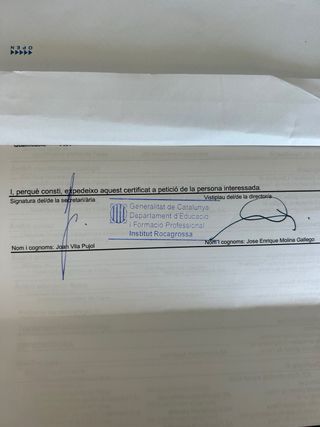 OPEN
I, perquè consti, expedeixo aquest certificat a petició de la persona interessada.
Signatura del/de la secretari/ària
Vistiplau del/de la director/a
Generalitat de Catalunya
Departament d'Educació
i Formació Professional
Institut Rocagrossa
Nom i cognoms: Joan Vila Pujol
Nom i cognoms: Jose Enrique Molina Gallego